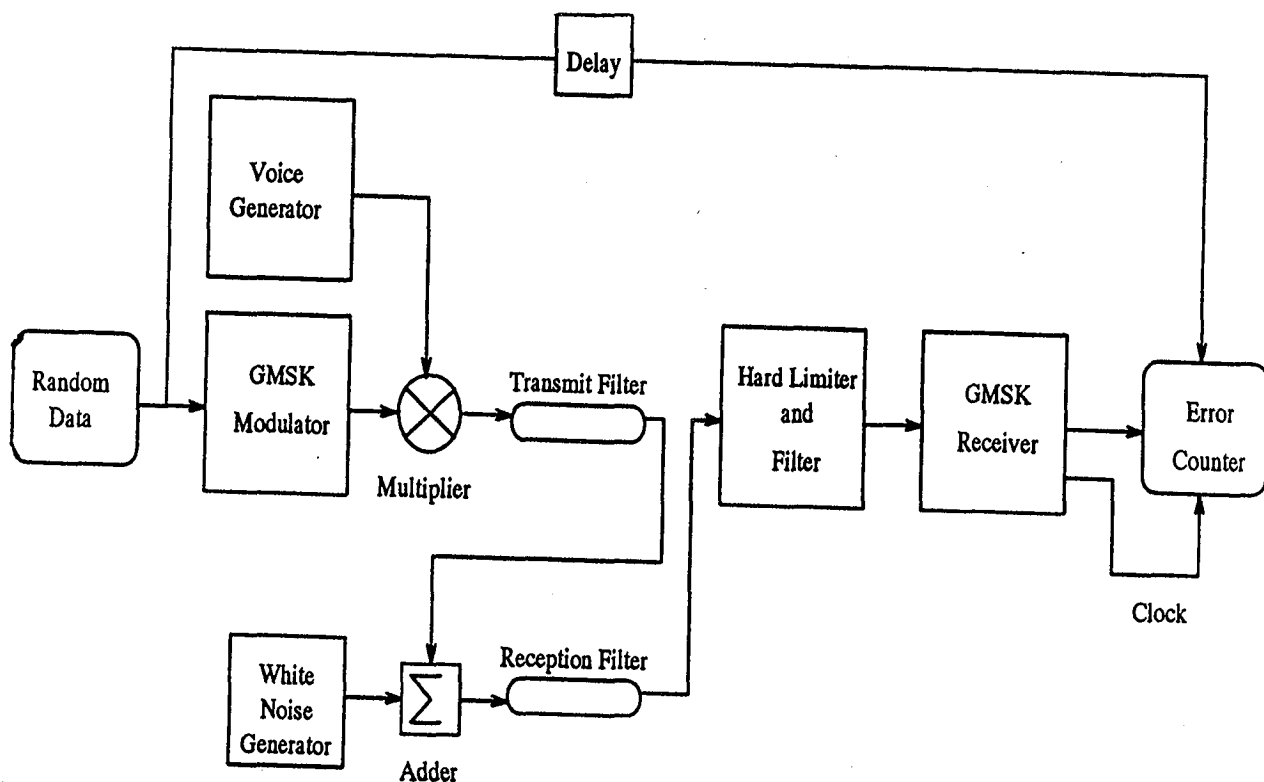 Delay
Voice
Generator
Random
Data
GMSK
Modulator
Multiplier
Transmit Filter
Hard Limiter
and
Filter
GMSK
Receiver
Error
Counter
Clock
White
Noise
Generator
Σ
Adder
Reception Filter